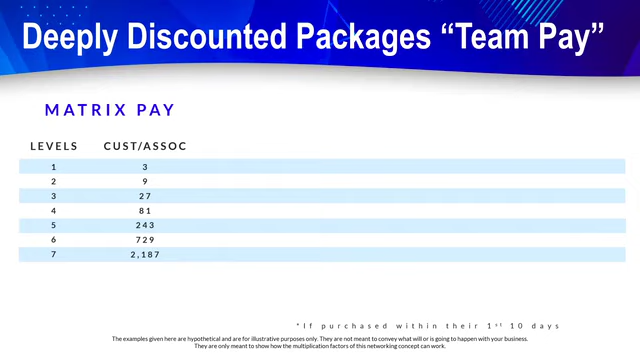 Deeply Discounted Packages “Team Pay”
MATRIX PAY
LEVELS CUST/ASSOC
1 3
2 9
3 27
4 81
5 243
6 729
7 2,187
*If purchased within their 1st 10 days
The examples given here are hypothetical and are for illustrative purposes only. They are not meant to convey what will or is going to happen with your business.
They are only meant to show how the multiplication factors of this networking concept can work.